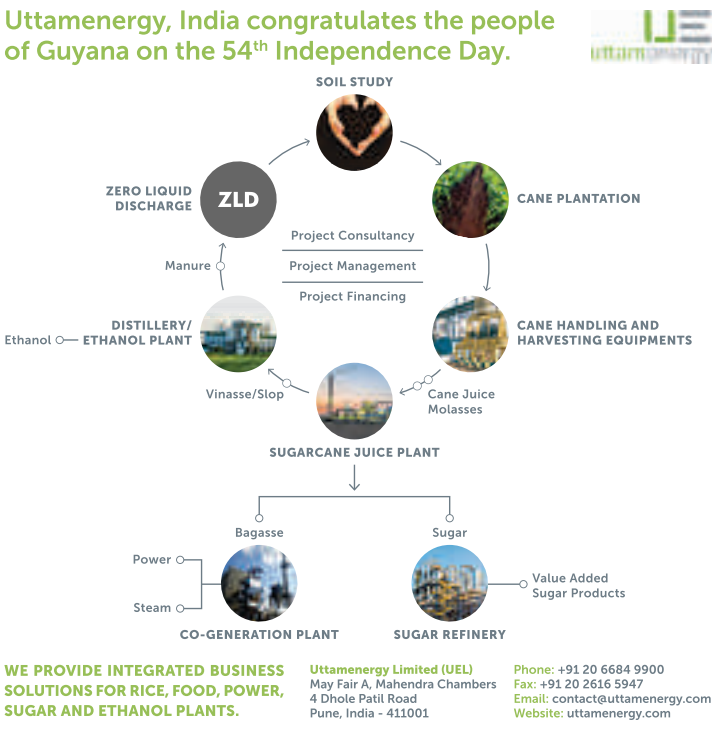 Uttamenergy, India congratulates the people
of Guyana on the 54th Independence Day.
UE
uttamenergy
SOIL STUDY
ZERO LIQUID
DISCHARGE
ZLD
CANE PLANTATION
Project Consultancy
Project Management
Project Financing
Manure
DISTILLERY/
ETHANOL PLANT
Ethanol
CANE HANDLING AND
HARVESTING EQUIPMENTS
Vinasse/Slop
Cane Juice
Molasses
SUGARCANE JUICE PLANT
Bagasse
Sugar
Power
Steam
Value Added
Sugar Products
CO-GENERATION PLANT
SUGAR REFINERY
WE PROVIDE INTEGRATED BUSINESS
SOLUTIONS FOR RICE, FOOD, POWER,
SUGAR AND ETHANOL PLANTS.
Uttamenergy Limited (UEL)
May Fair A, Mahendra Chambers
4 Dhole Patil Road
Pune, India - 411001
Phone: +91 20 6684 9900
Fax: +91 20 2616 5947
Email: contact@uttamenergy.com
Website: uttamenergy.com